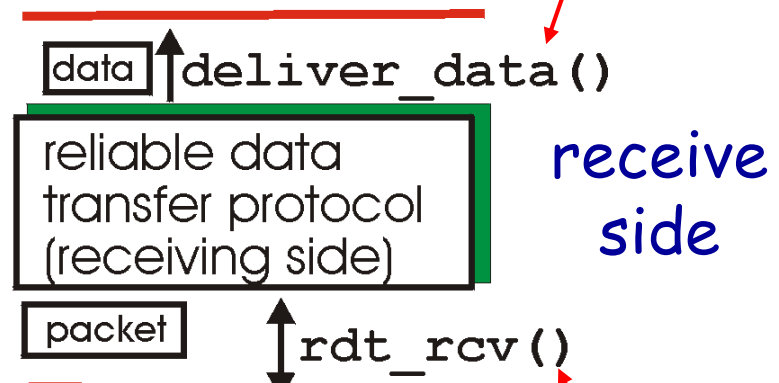 data deliver_data()
reliable data
transfer protocol
(receiving side)
receive
side
packet rdt_rcv()